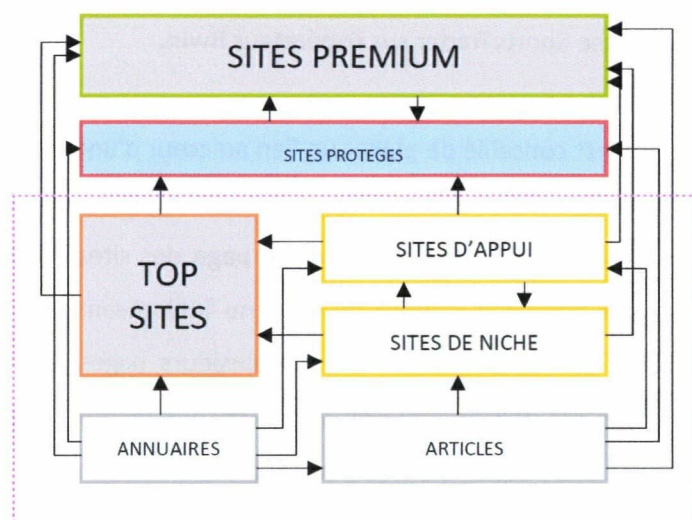 SITES PREMIUM
SITES PROTEGES
TOP
SITES
SITES D'APPUI
SITES DE NICHE
ANNUAIRES
ARTICLES